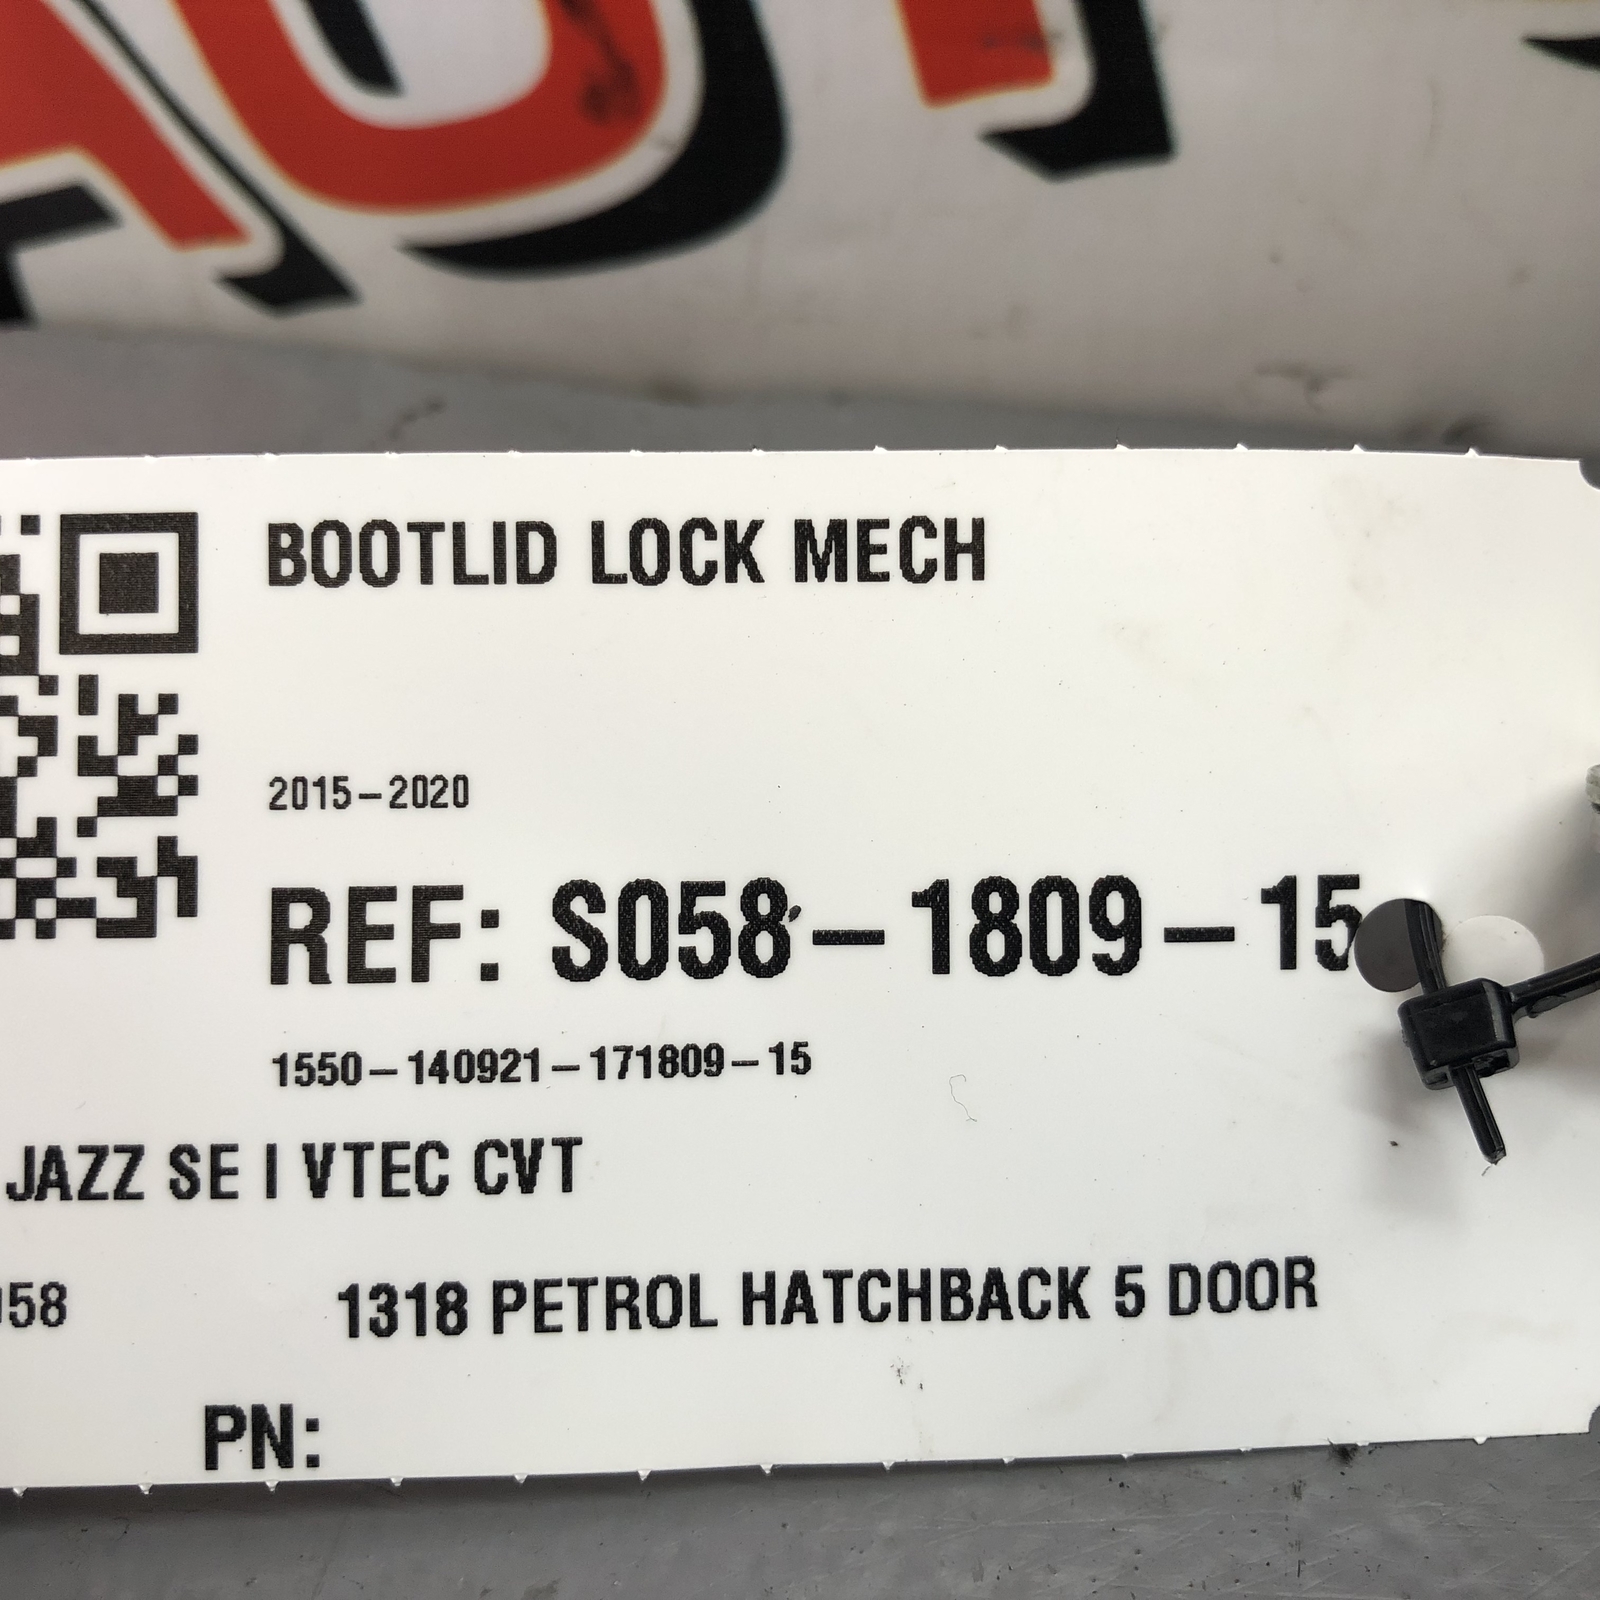 BOOTLID LOCK MECH
2015-2020
REF: S058-1809-15
1550-140921-171809-15
JAZZ SE I VTEC CVT
058 1318 PETROL HATCHBACK 5 DOOR
PN: